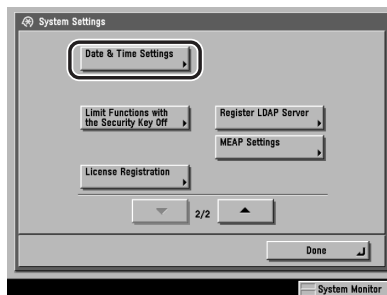 System Settings
Date & Time Settings
Limit Functions with
the Security Key Off
Register LDAP Server
MEAP Settings
License Registration
2/2
Done
System Monitor